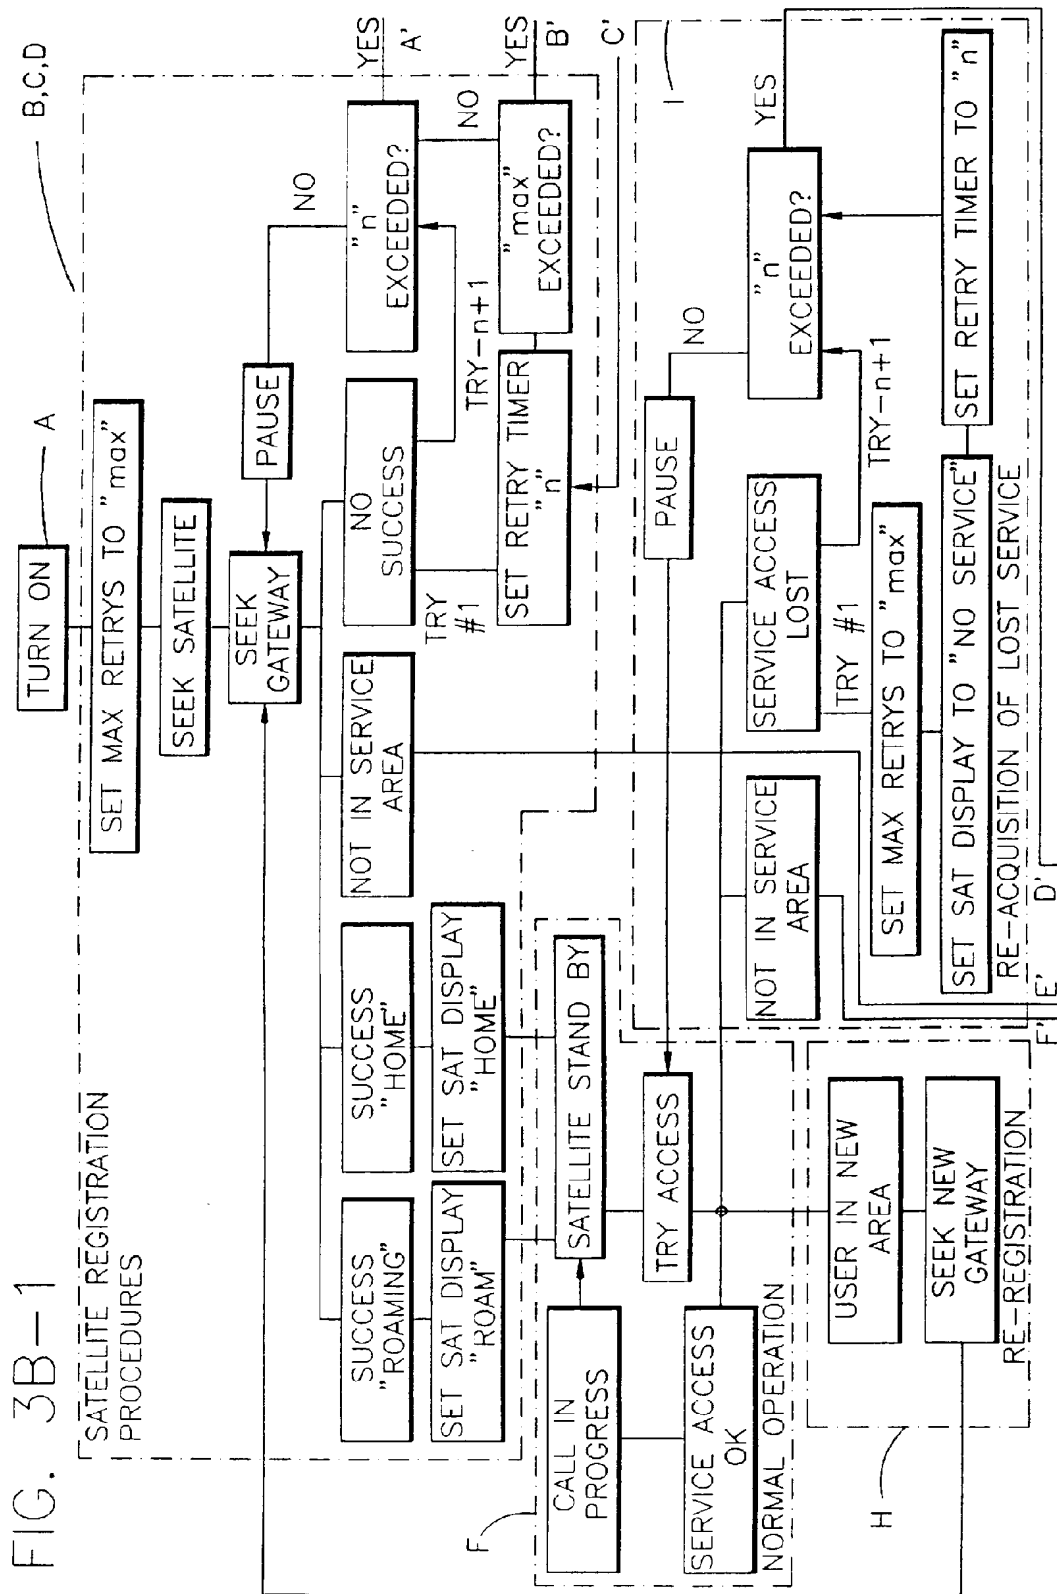 FIG. 3B-1
SATELLITE REGISTRATION
PROCEDURES
B,C,D
TURN ON
A
SET MAX RETRYS TO "max"
SEEK SATELLITE
SEEK
GATEWAY
PAUSE
NO
SUCCESS
"ROAMING"
SUCCESS
"HOME"
NOT IN SERVICE
AREA
NO
SUCCESS
"n"
EXCEEDED?
YES
A'
SET SAT DISPLAY
"ROAM"
SET SAT DISPLAY
"HOME"
TRY
#1
TRY-n+1
NO
SET RETRY TIMER
"n"
"max"
EXCEEDED?
YES
B'
C'
F
CALL IN
PROGRESS
SATELLITE STAND BY
TRY ACCESS
SERVICE ACCESS
OK
NORMAL OPERATION
PAUSE
NO
I
NOT IN SERVICE
AREA
SERVICE ACCESS
LOST
"n"
EXCEEDED?
YES
TRY #1
TRY-n+1
SET MAX RETRYS TO "max"
SET SAT DISPLAY TO "NO SERVICE"
SET RETRY TIMER TO "n"
RE-ACQUISITION OF LOST SERVICE
H
USER IN NEW
AREA
SEEK NEW
GATEWAY
RE-REGISTRATION
F'
E'
D'